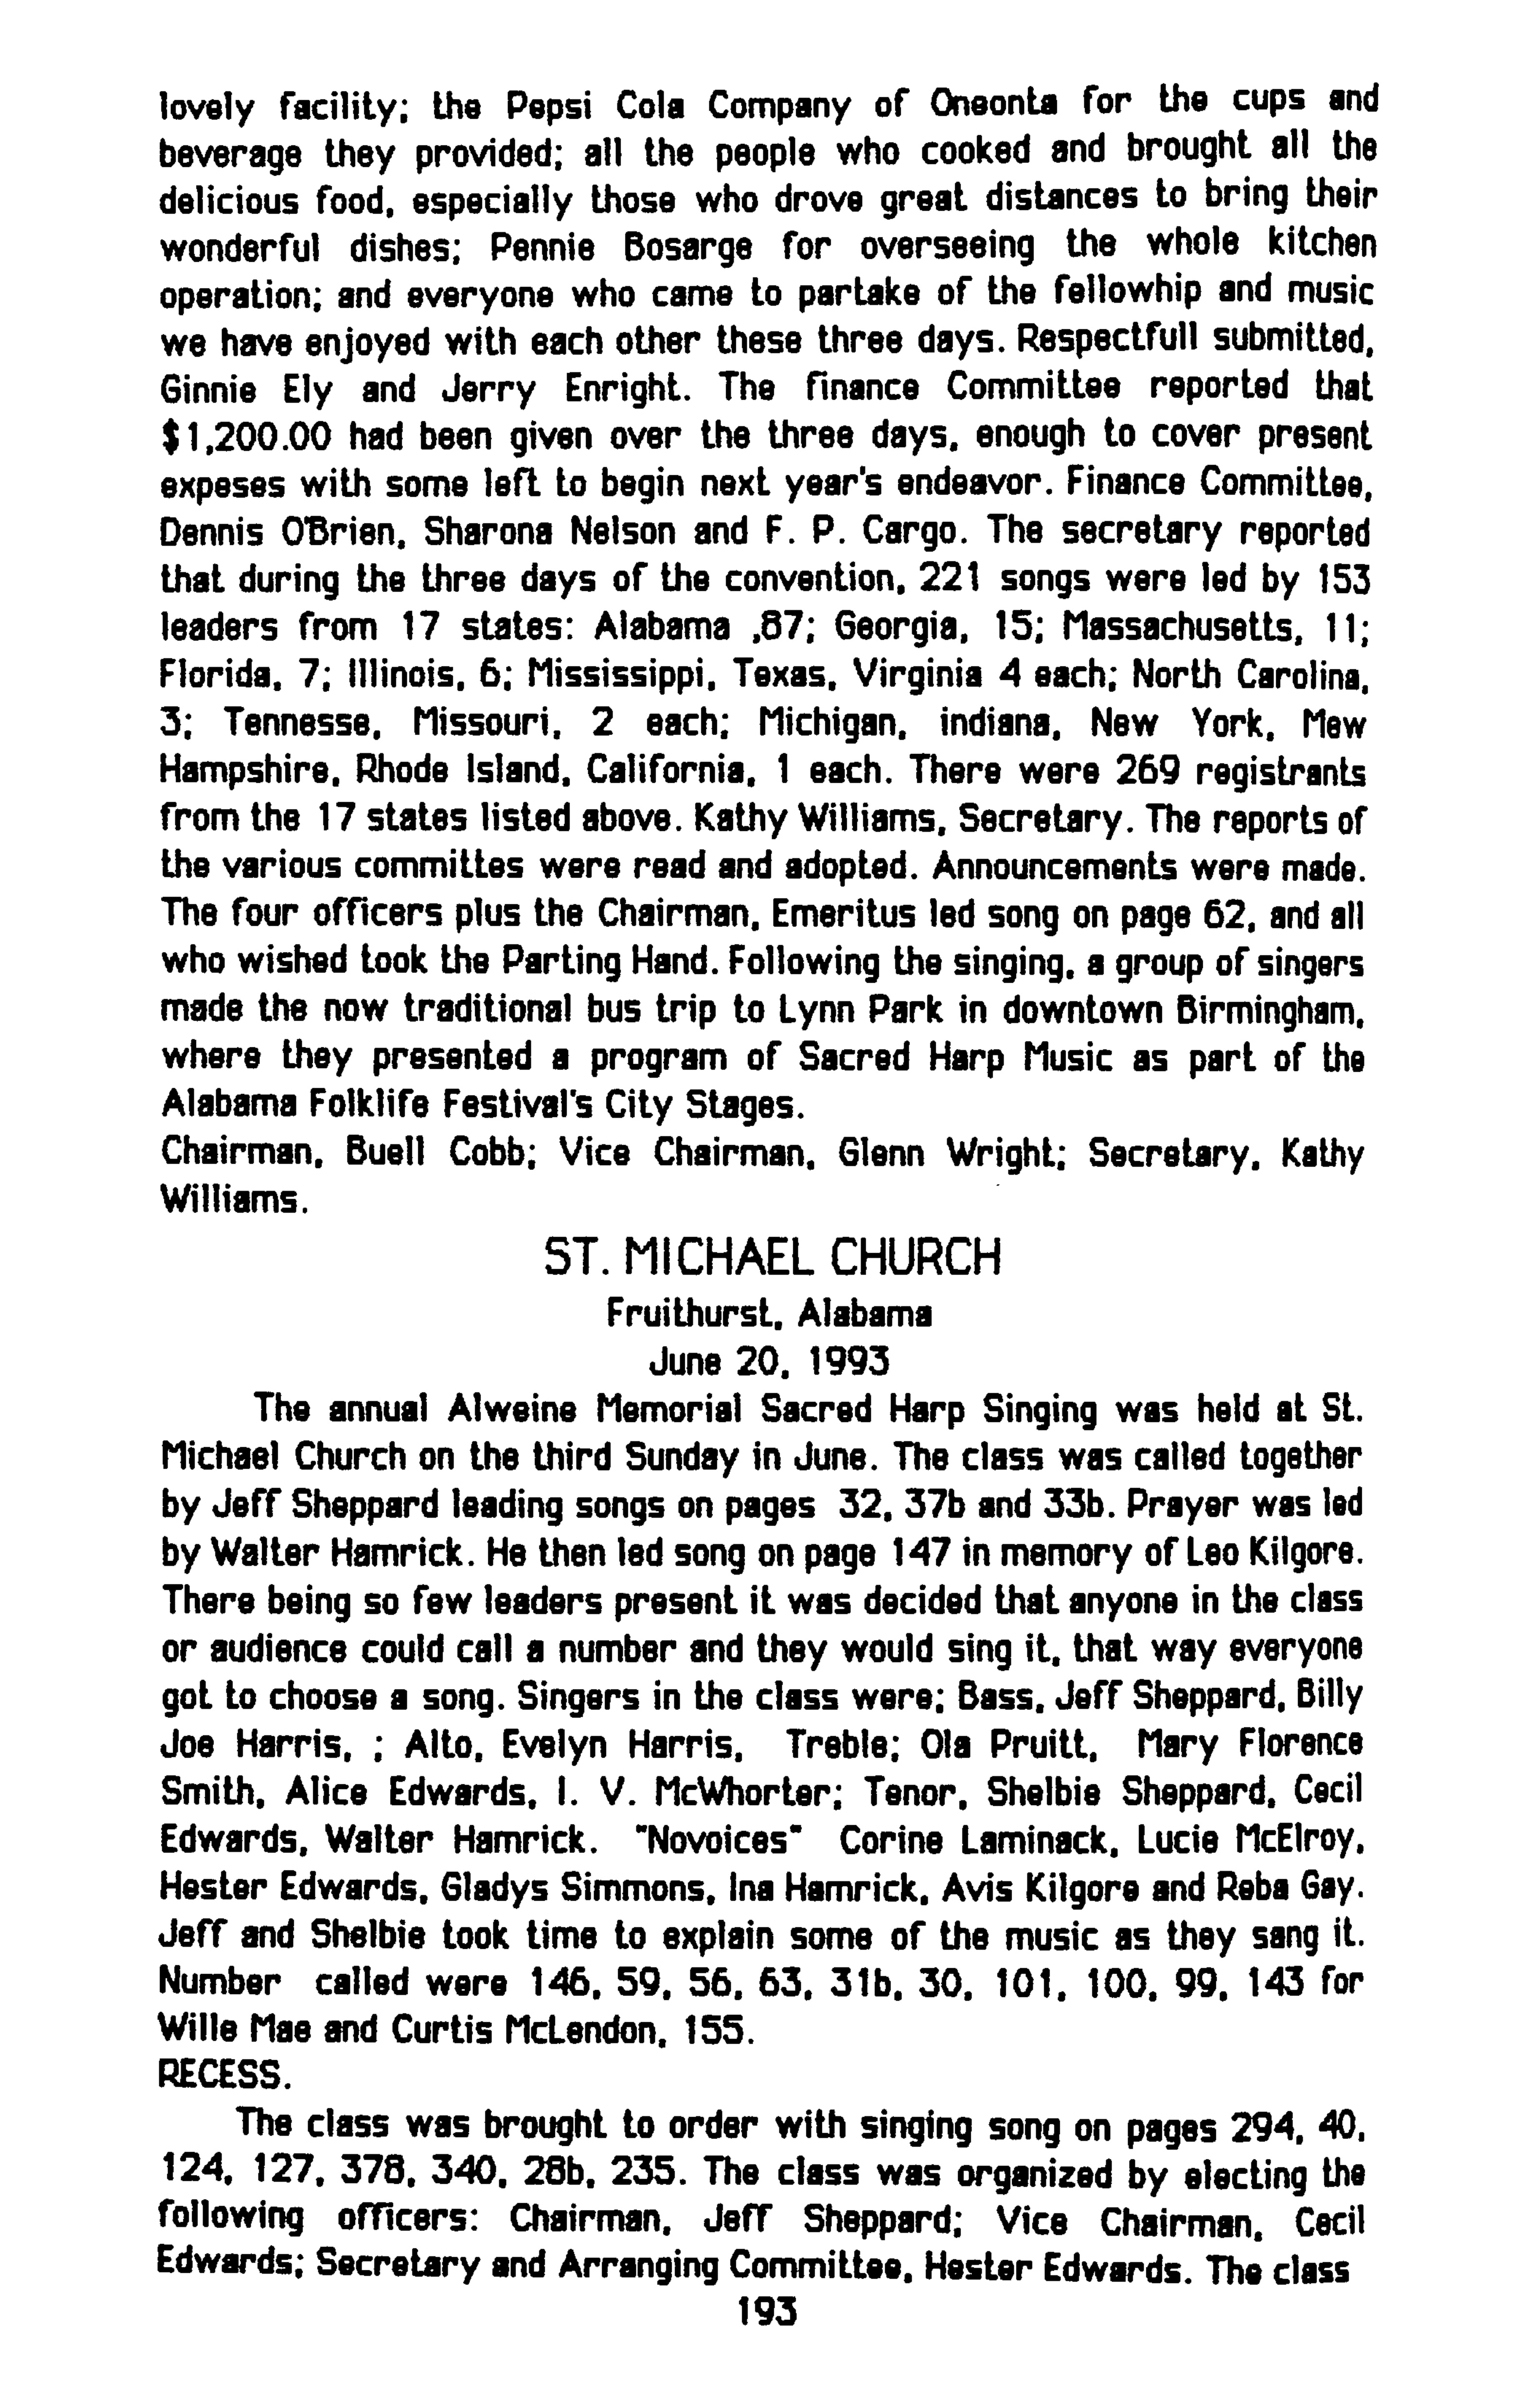 lovely facility; the Pepsi Cola Company of Oneonta for the cups and
beverage they provided; all the people who cooked and brought all the
delicious food, especially those who drove great distances to bring their
wonderful dishes; Pennie Bosarge for overseeing the whole kitchen
operation; and everyone who came to partake of the fellowhip and music
we have enjoyed with each other these three days. Respectfull submitted,
Ginnie Ely and Jerry Enright. The finance Committee reported that
$1,200.00 had been given over the three days, enough to cover present
expeses with some left to begin next year's endeavor. Finance Committee,
Dennis O'Brien, Sharona Nelson and F. P. Cargo. The secretary reported
that during the three days of the convention, 221 songs were led by 153
leaders from 17 states: Alabama ,87; Georgia, 15; Massachusetts, 11;
Florida, 7; Illinois, 6; Mississippi, Texas, Virginia 4 each; North Carolina,
3; Tennesse, Missouri, 2 each; Michigan, indiana, New York, Mew
Hampshire, Rhode Island, California, 1 each. There were 269 registrants
from the 17 states listed above. Kathy Williams, Secretary. The reports of
the various committes were read and adopted. Announcements were made.
The four officers plus the Chairman, Emeritus led song on page 62, and all
who wished took the Parting Hand. Following the singing, a group of singers
made the now traditional bus trip to Lynn Park in downtown Birmingham,
where they presented a program of Sacred Harp Music as part of the
Alabama Folklife Festival's City Stages.
Chairman, Buell Cobb; Vice Chairman, Glenn Wright; Secretary, Kathy
Williams.
ST. MICHAEL CHURCH
Fruithurst, Alabama
June 20, 1993
The annual Alweine Memorial Sacred Harp Singing was held at St.
Michael Church on the third Sunday in June. The class was called together
by Jeff Sheppard leading songs on pages 32, 37b and 33b. Prayer was led
by Walter Hamrick. He then led song on page 147 in memory of Leo Kilgore.
There being so few leaders present it was decided that anyone in the class
or audience could call a number and they would sing it, that way everyone
got to choose a song. Singers in the class were; Bass, Jeff Sheppard, Billy
Joe Harris, ; Alto, Evelyn Harris, Treble; Ola Pruitt, Mary Florence
Smith, Alice Edwards, I. V. McWhorter; Tenor, Shelbie Sheppard, Cecil
Edwards, Walter Hamrick. "Novoices" Corine Laminack, Lucie McElroy,
Hester Edwards, Gladys Simmons, Ina Hamrick, Avis Kilgore and Reba Gay.
Jeff and Shelbie took time to explain some of the music as they sang it.
Number called were 146, 59, 56, 63, 31b, 30, 101, 100, 99, 143 for
Wille Mae and Curtis McLendon, 155.
RECESS.
The class was brought to order with singing song on pages 294, 40,
124, 127, 378, 340, 28b, 235. The class was organized by electing the
following officers: Chairman, Jeff Sheppard; Vice Chairman, Cecil
Edwards; Secretary and Arranging Committee, Hester Edwards. The class
193